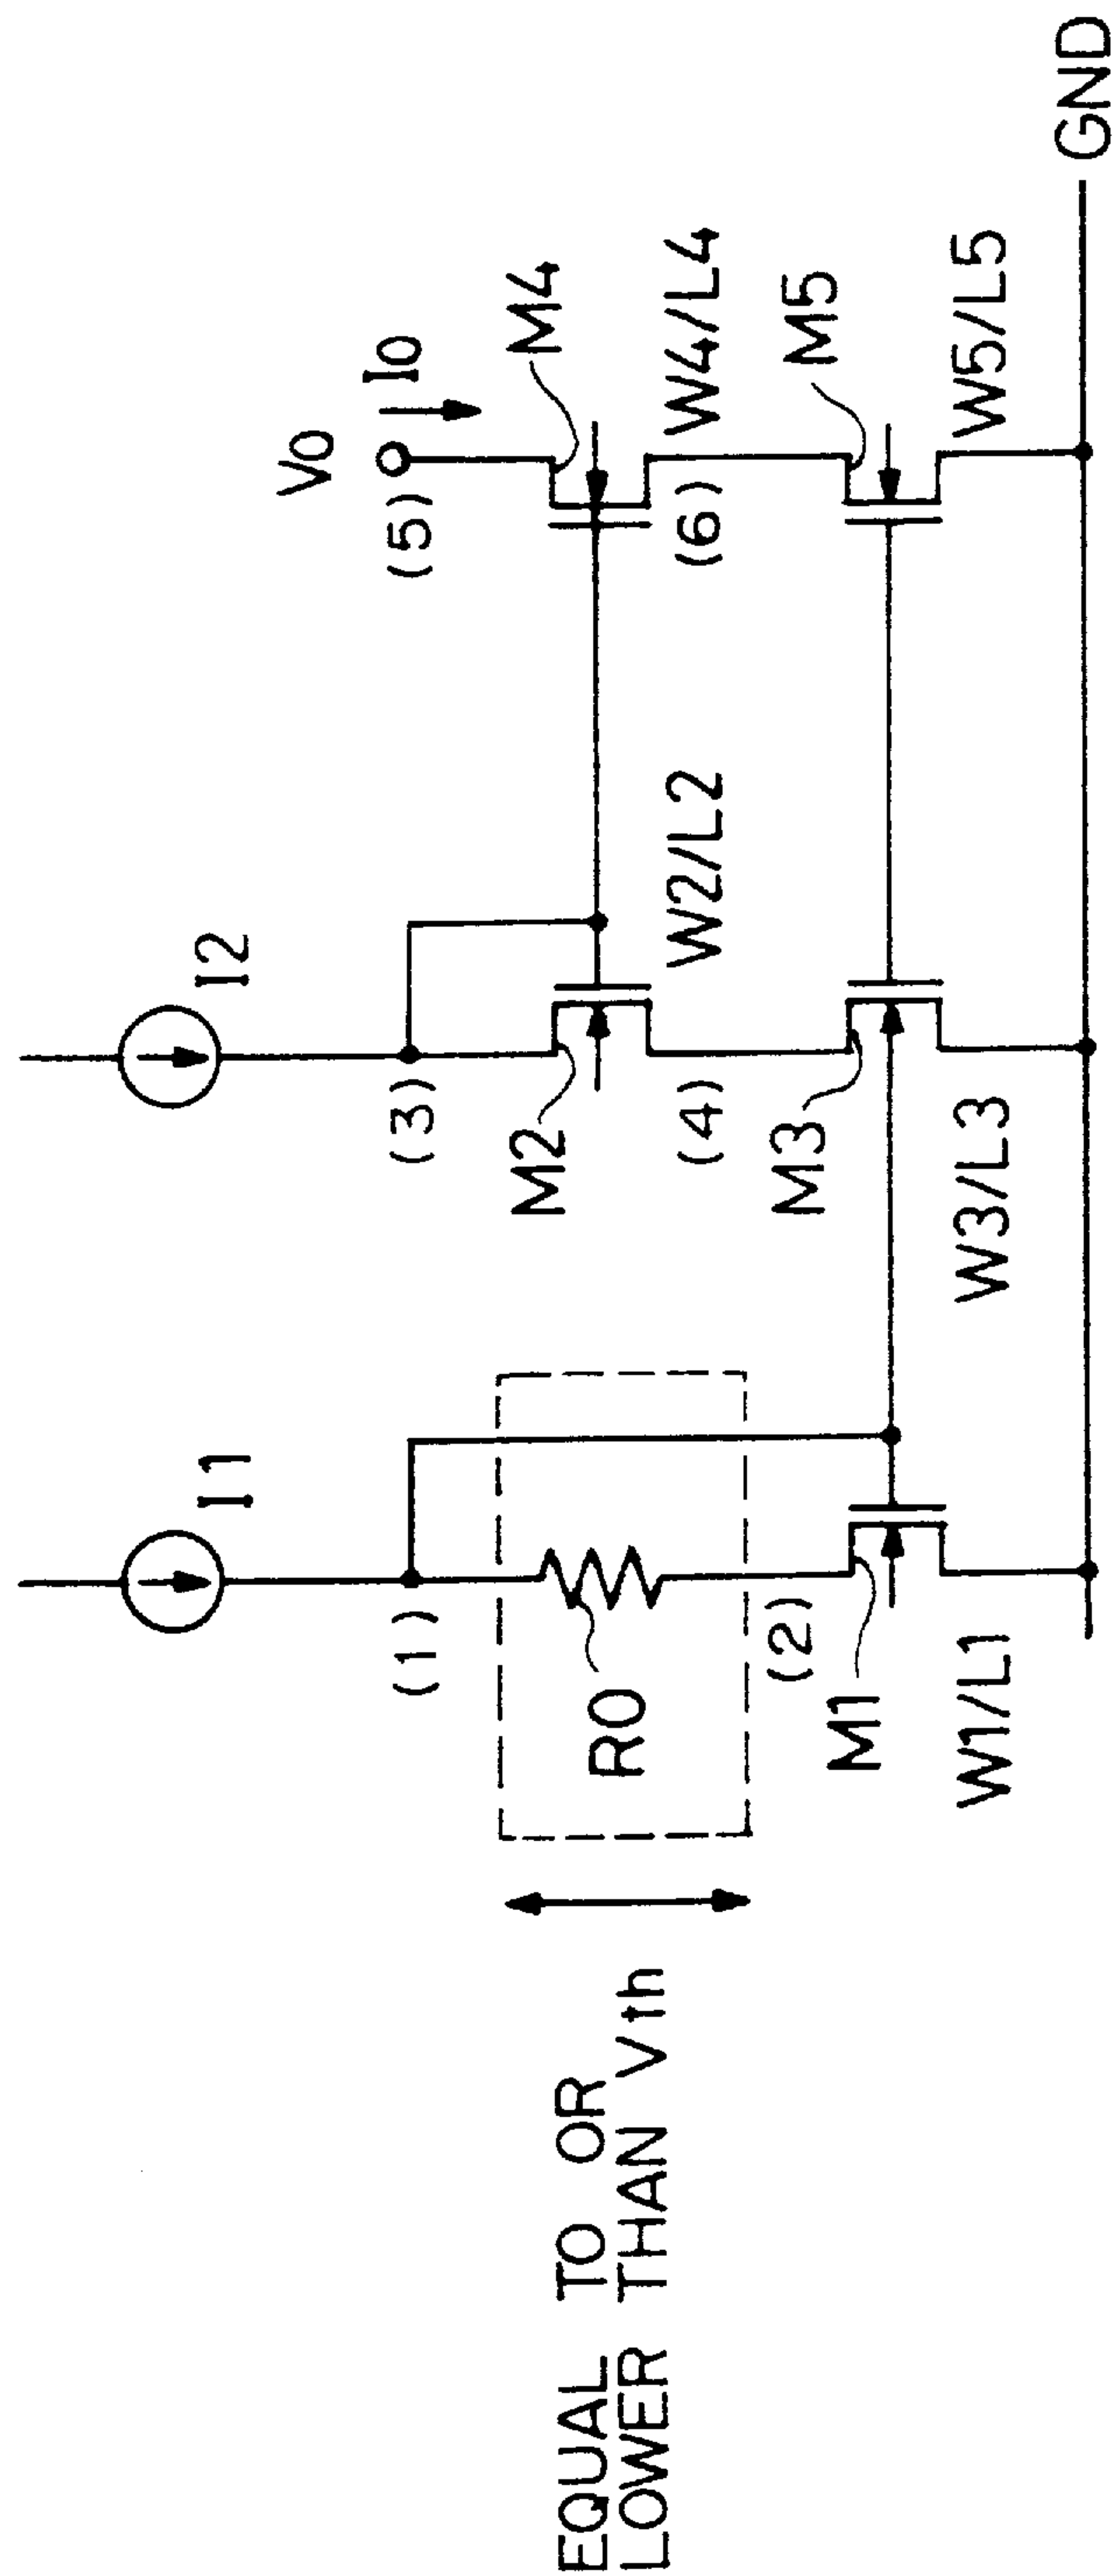 EQUAL TO OR
LOWER THAN Vth
I1
(1)
R0
(2)
M1
W1/L1
I2
(3)
M2
W2/L2
(4)
M3
W3/L3
V0
I0
(5)
M4
W4/L4
(6)
M5
W5/L5
GND